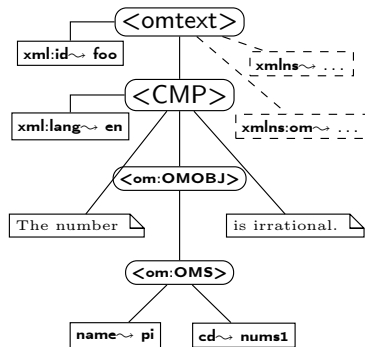 <omtext>
xml:id↝ foo
xmlns↝ ...
<CMP>
xml:lang↝ en
xmlns:om↝ ...
<om:OMOBJ>
The number
is irrational.
<om:OMS>
name↝ pi
cd↝ nums1